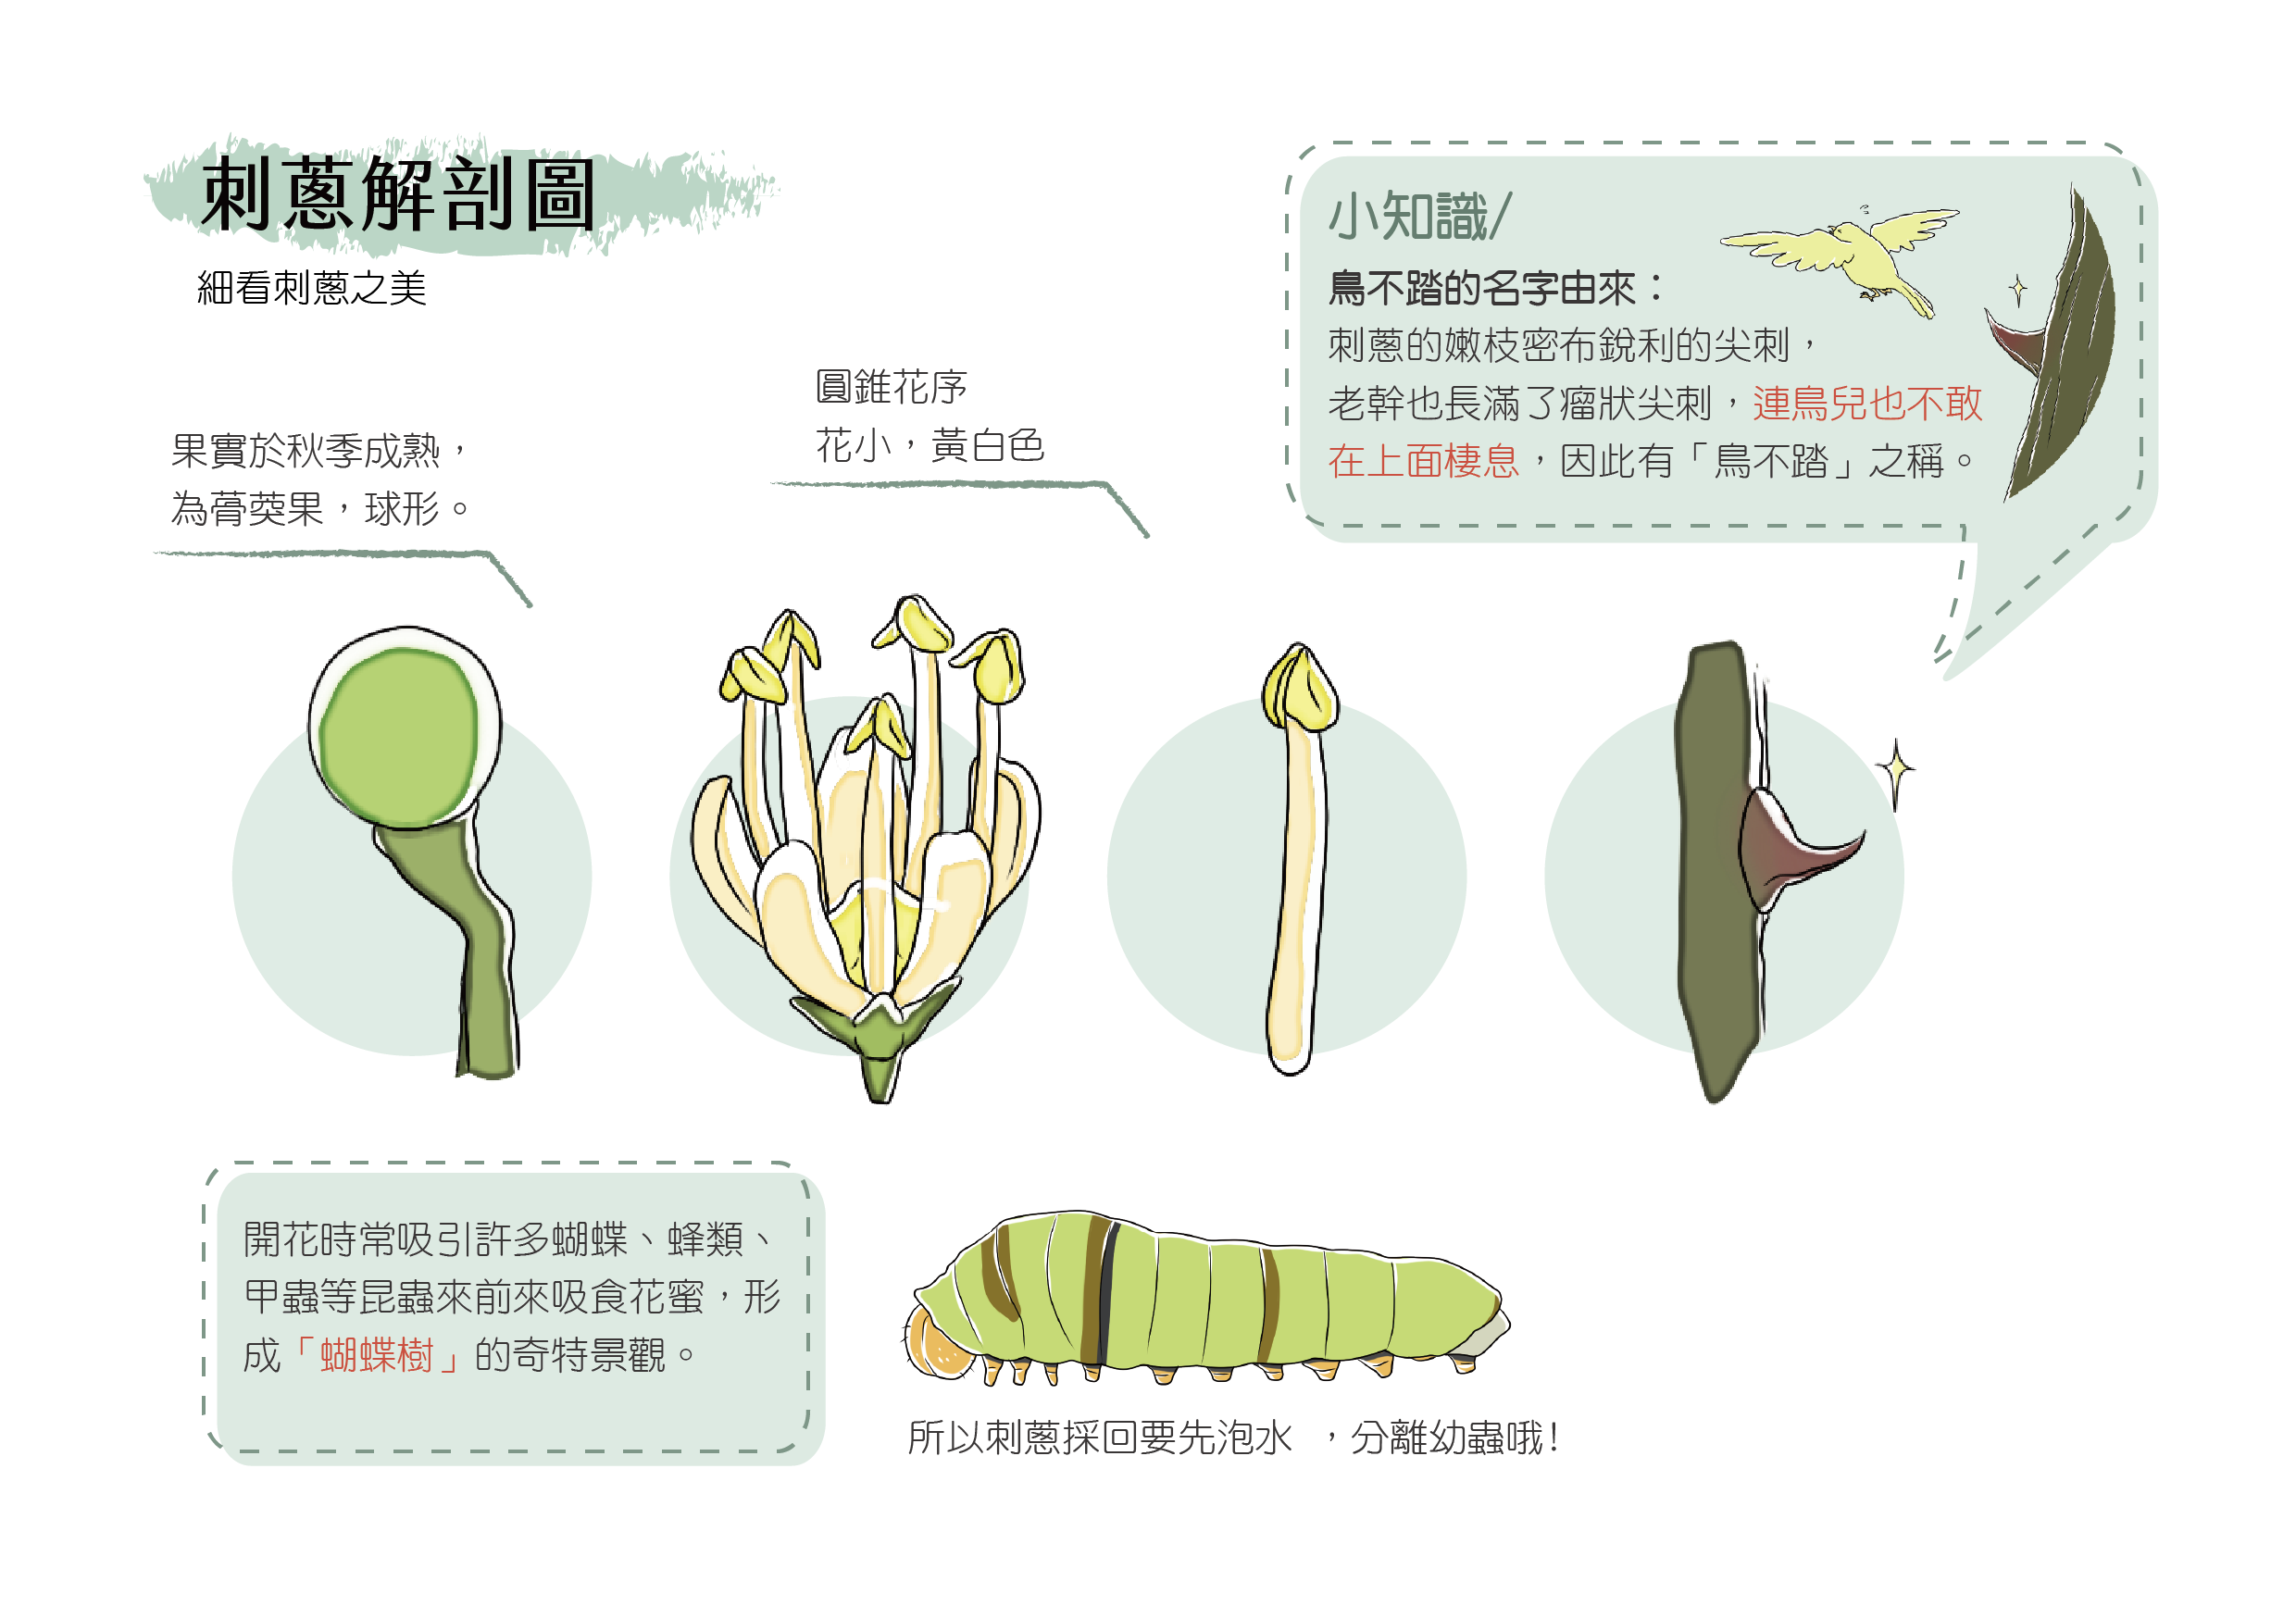 刺蔥解剖圖
細看刺蔥之美
小知識/
鳥不踏的名字由來：
刺蔥的嫩枝密布銳利的尖刺，
老幹也長滿了瘤狀尖刺，連鳥兒也不敢
在上面棲息，因此有「鳥不踏」之稱。
圓錐花序
花小，黃白色
果實於秋季成熟，
為蓇葖果，球形。
開花時常吸引許多蝴蝶、蜂類、
甲蟲等昆蟲來前來吸食花蜜，形
成「蝴蝶樹」的奇特景觀。
所以刺蔥採回要先泡水 ，分離幼蟲哦!